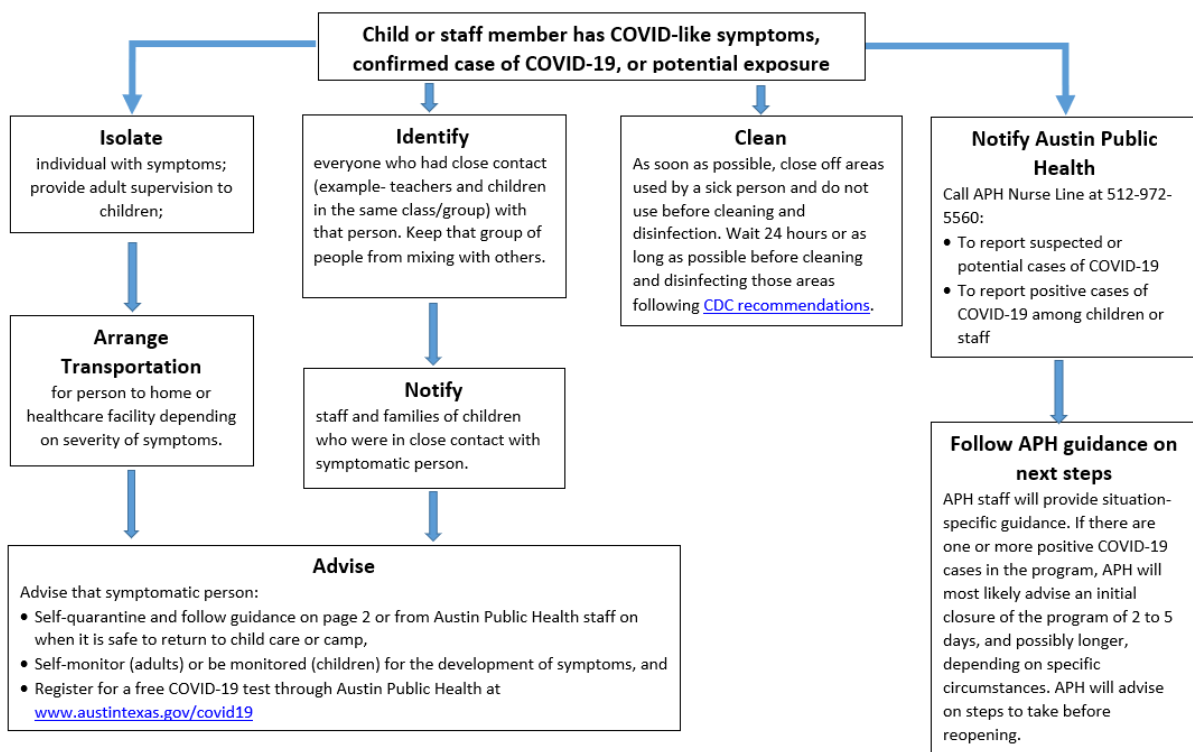 Child or staff member has COVID-like symptoms,
confirmed case of COVID-19, or potential exposure
Isolate
individual with symptoms;
provide adult supervision to
children;
Arrange
Transportation
for person to home or
healthcare facility depending
on severity of symptoms.
Identify
everyone who had close contact
(example- teachers and children
in the same class/group) with
that person. Keep that group of
people from mixing with others.
Notify
staff and families of children
who were in close contact with
symptomatic person.
Advise
Advise that symptomatic person:
• Self-quarantine and follow guidance on page 2 or from Austin Public Health staff on
when it is safe to return to child care or camp,
• Self-monitor (adults) or be monitored (children) for the development of symptoms, and
• Register for a free COVID-19 test through Austin Public Health at
www.austintexas.gov/covid19
Clean
As soon as possible, close off areas
used by a sick person and do not
use before cleaning and
disinfection. Wait 24 hours or as
long as possible before cleaning
and disinfecting those areas
following CDC recommendations.
Notify Austin Public
Health
Call APH Nurse Line at 512-972-
5560:
• To report suspected or
potential cases of COVID-19
• To report positive cases of
COVID-19 among children or
staff
Follow APH guidance on
next steps
APH staff will provide situation-
specific guidance. If there are
one or more positive COVID-19
cases in the program, APH will
most likely advise an initial
closure of the program of 2 to 5
days, and possibly longer,
depending on specific
circumstances. APH will advise
on steps to take before
reopening.